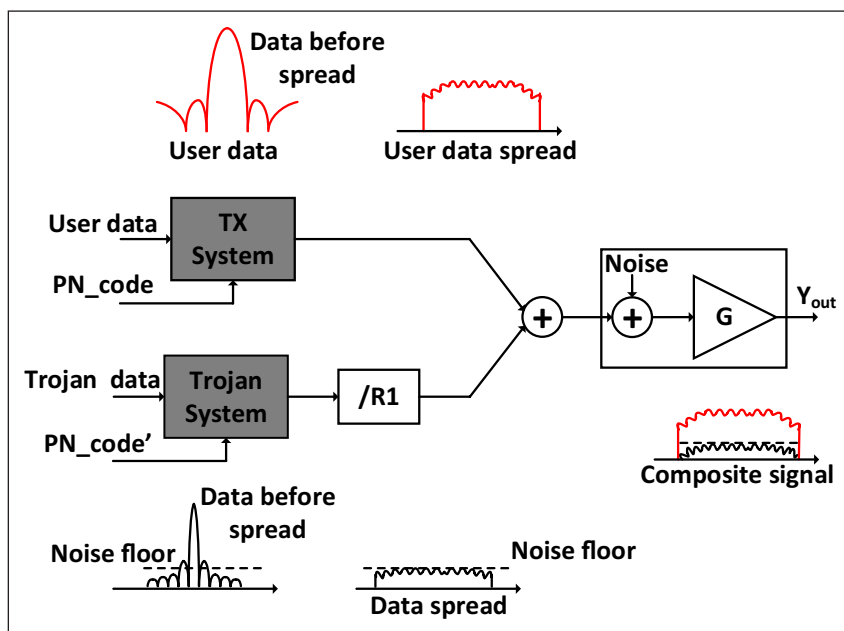 Data before
spread
User data
User data spread
User data
TX
System
PN_code
Noise
G
Y_out
+
+
Trojan data
Trojan
System
/R1
PN_code’
Composite signal
Data before
spread
Noise floor
Noise floor
Data spread